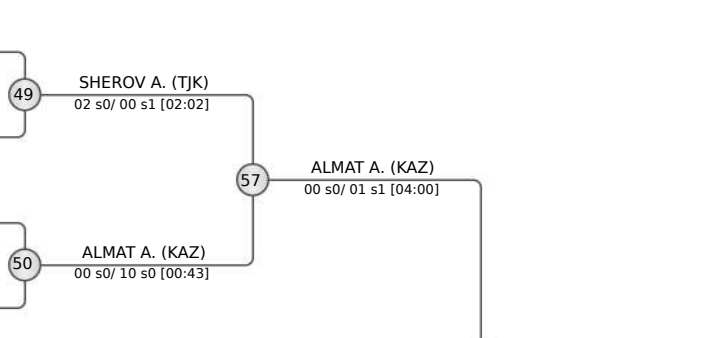 49
SHEROV A. (TJK)
02 s0/ 00 s1 [02:02]
57
ALMAT A. (KAZ)
00 s0/ 01 s1 [04:00]
50
ALMAT A. (KAZ)
00 s0/ 10 s0 [00:43]